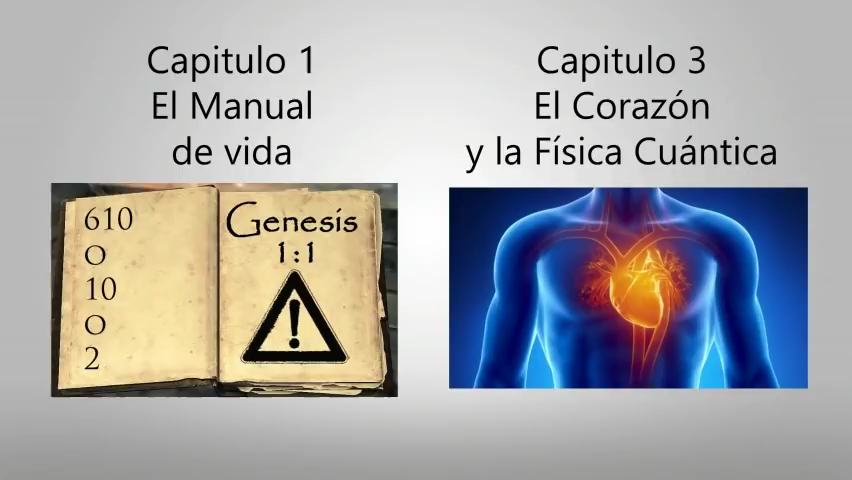 Capitulo 1
El Manual
de vida
610
O
10
O
2
Genesis
1:1
!
Capitulo 3
El Corazón
y la Física Cuántica